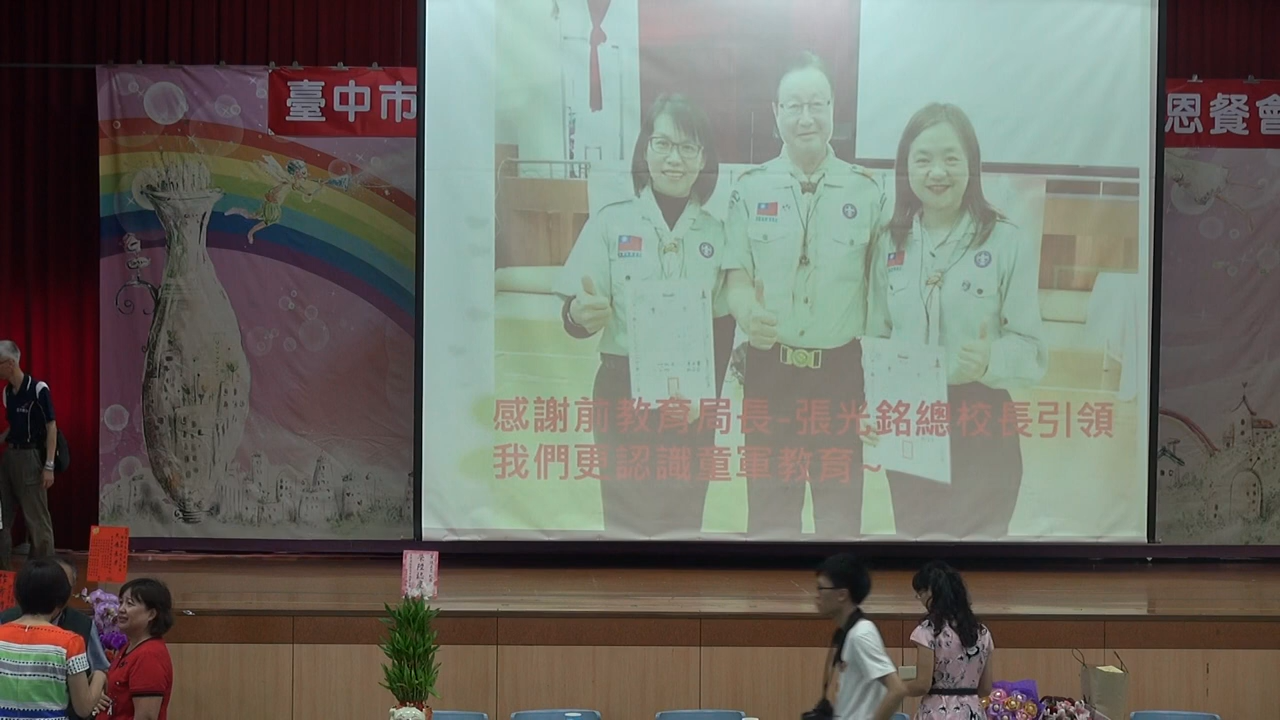 臺中市
恩餐會
感謝前教育局長-張光銘總校長引領
我們更認識童軍教育~